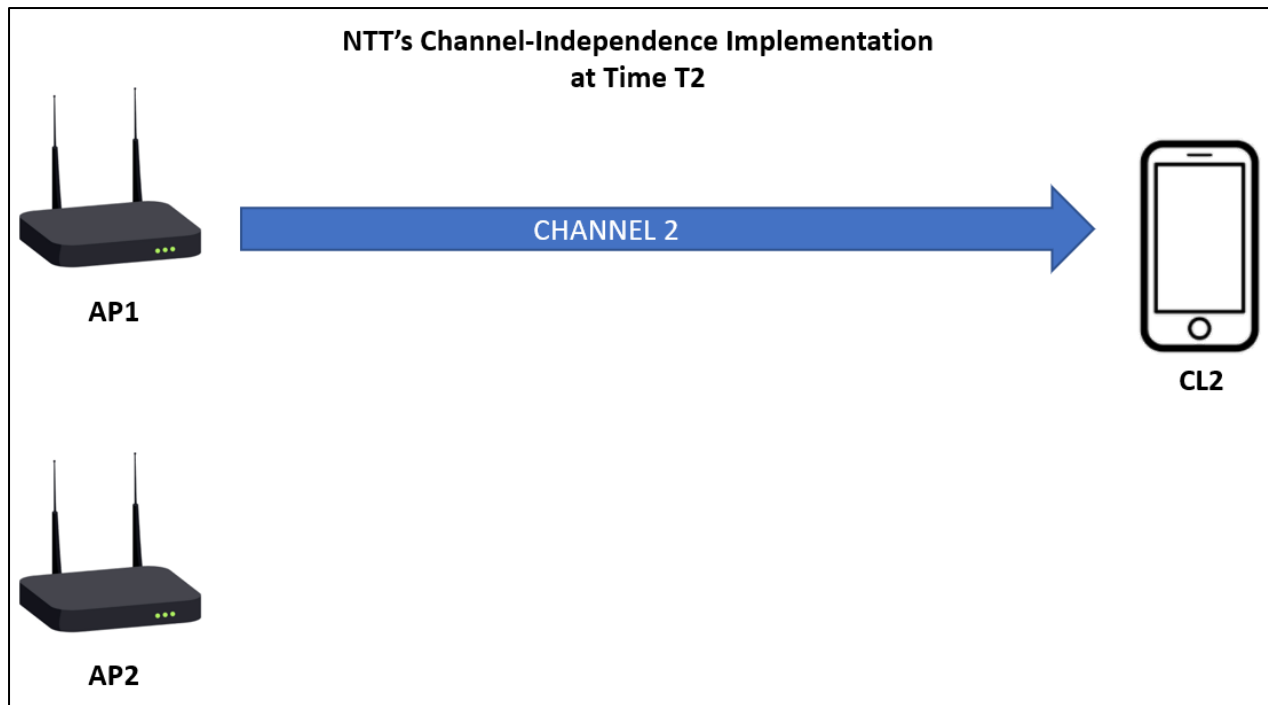 NTT's Channel-Independence Implementation
at Time T2
CHANNEL 2
AP1
CL2
AP2